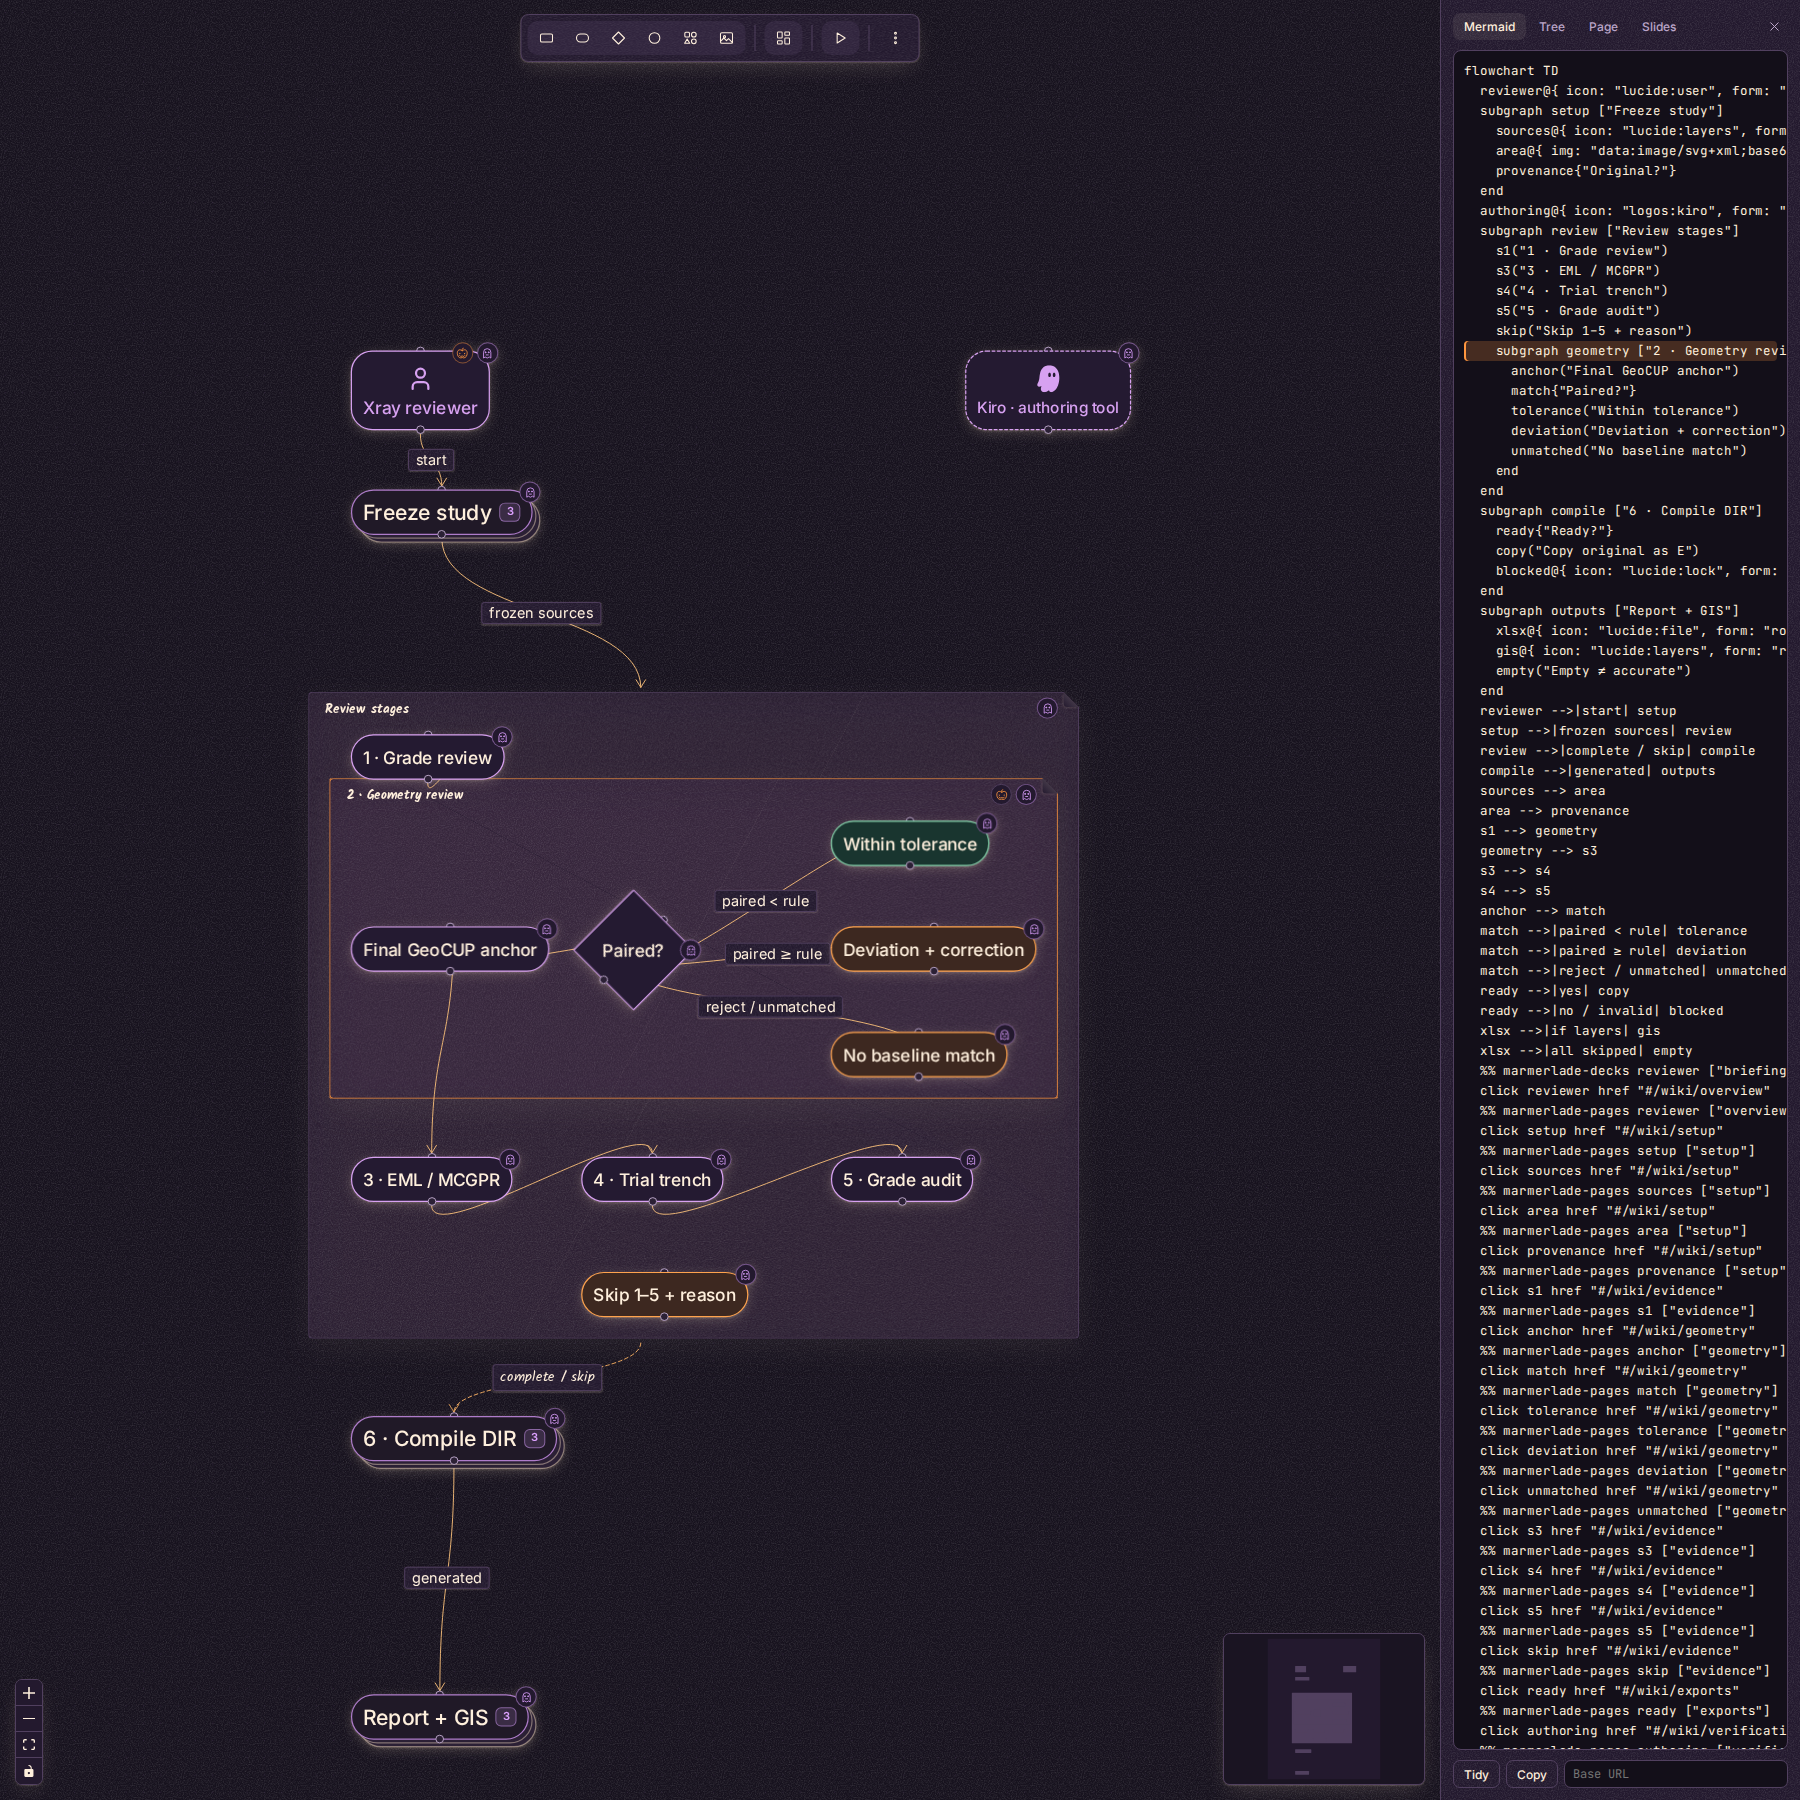 Xray reviewer
Kiro · authoring tool
start
Freeze study 3
frozen sources
Review stages
1 · Grade review
2 · Geometry review
Within tolerance
paired < rule
Final GeoCUP anchor
Paired?
paired ≥ rule
Deviation + correction
reject / unmatched
No baseline match
3 · EML / MCGPR
4 · Trial trench
5 · Grade audit
Skip 1–5 + reason
complete / skip
6 · Compile DIR 3
generated
Report + GIS 3
Mermaid Tree Page Slides
flowchart TD
reviewer@{ icon: "lucide:user", form: "
subgraph setup ["Freeze study"]
sources@{ icon: "lucide:layers", form
area@{ img: "data:image/svg+xml;base6
provenance{"Original?"}
end
authoring@{ icon: "logos:kiro", form: "
subgraph review ["Review stages"]
s1("1 · Grade review")
s3("3 · EML / MCGPR")
s4("4 · Trial trench")
s5("5 · Grade audit")
skip("Skip 1–5 + reason")
subgraph geometry ["2 · Geometry revi
anchor("Final GeoCUP anchor")
match{"Paired?"}
tolerance("Within tolerance")
deviation("Deviation + correction")
unmatched("No baseline match")
end
end
subgraph compile ["6 · Compile DIR"]
ready{"Ready?"}
copy("Copy original as E")
blocked@{ icon: "lucide:lock", form:
end
subgraph outputs ["Report + GIS"]
xlsx@{ icon: "lucide:file", form: "ro
gis@{ icon: "lucide:layers", form: "r
empty("Empty ≠ accurate")
end
reviewer -->|start| setup
setup -->|frozen sources| review
review -->|complete / skip| compile
compile -->|generated| outputs
sources --> area
area --> provenance
s1 --> geometry
geometry --> s3
s3 --> s4
s4 --> s5
anchor --> match
match -->|paired < rule| tolerance
match -->|paired ≥ rule| deviation
match -->|reject / unmatched| unmatched
ready -->|yes| copy
ready -->|no / invalid| blocked
xlsx -->|if layers| gis
xlsx -->|all skipped| empty
%% marmerlade-decks reviewer ["briefing
click reviewer href "#/wiki/overview"
%% marmerlade-pages reviewer ["overview
click setup href "#/wiki/setup"
%% marmerlade-pages setup ["setup"]
click sources href "#/wiki/setup"
%% marmerlade-pages sources ["setup"]
click area href "#/wiki/setup"
%% marmerlade-pages area ["setup"]
click provenance href "#/wiki/setup"
%% marmerlade-pages provenance ["setup"
click s1 href "#/wiki/evidence"
%% marmerlade-pages s1 ["evidence"]
click anchor href "#/wiki/geometry"
%% marmerlade-pages anchor ["geometry"]
click match href "#/wiki/geometry"
%% marmerlade-pages match ["geometry"]
click tolerance href "#/wiki/geometry"
%% marmerlade-pages tolerance ["geometr
click deviation href "#/wiki/geometry"
%% marmerlade-pages deviation ["geometr
click unmatched href "#/wiki/geometry"
%% marmerlade-pages unmatched ["geometr
click s3 href "#/wiki/evidence"
%% marmerlade-pages s3 ["evidence"]
click s4 href "#/wiki/evidence"
%% marmerlade-pages s4 ["evidence"]
click s5 href "#/wiki/evidence"
%% marmerlade-pages s5 ["evidence"]
click skip href "#/wiki/evidence"
%% marmerlade-pages skip ["evidence"]
click ready href "#/wiki/exports"
%% marmerlade-pages ready ["exports"]
click authoring href "#/wiki/verificati
Tidy Copy Base URL